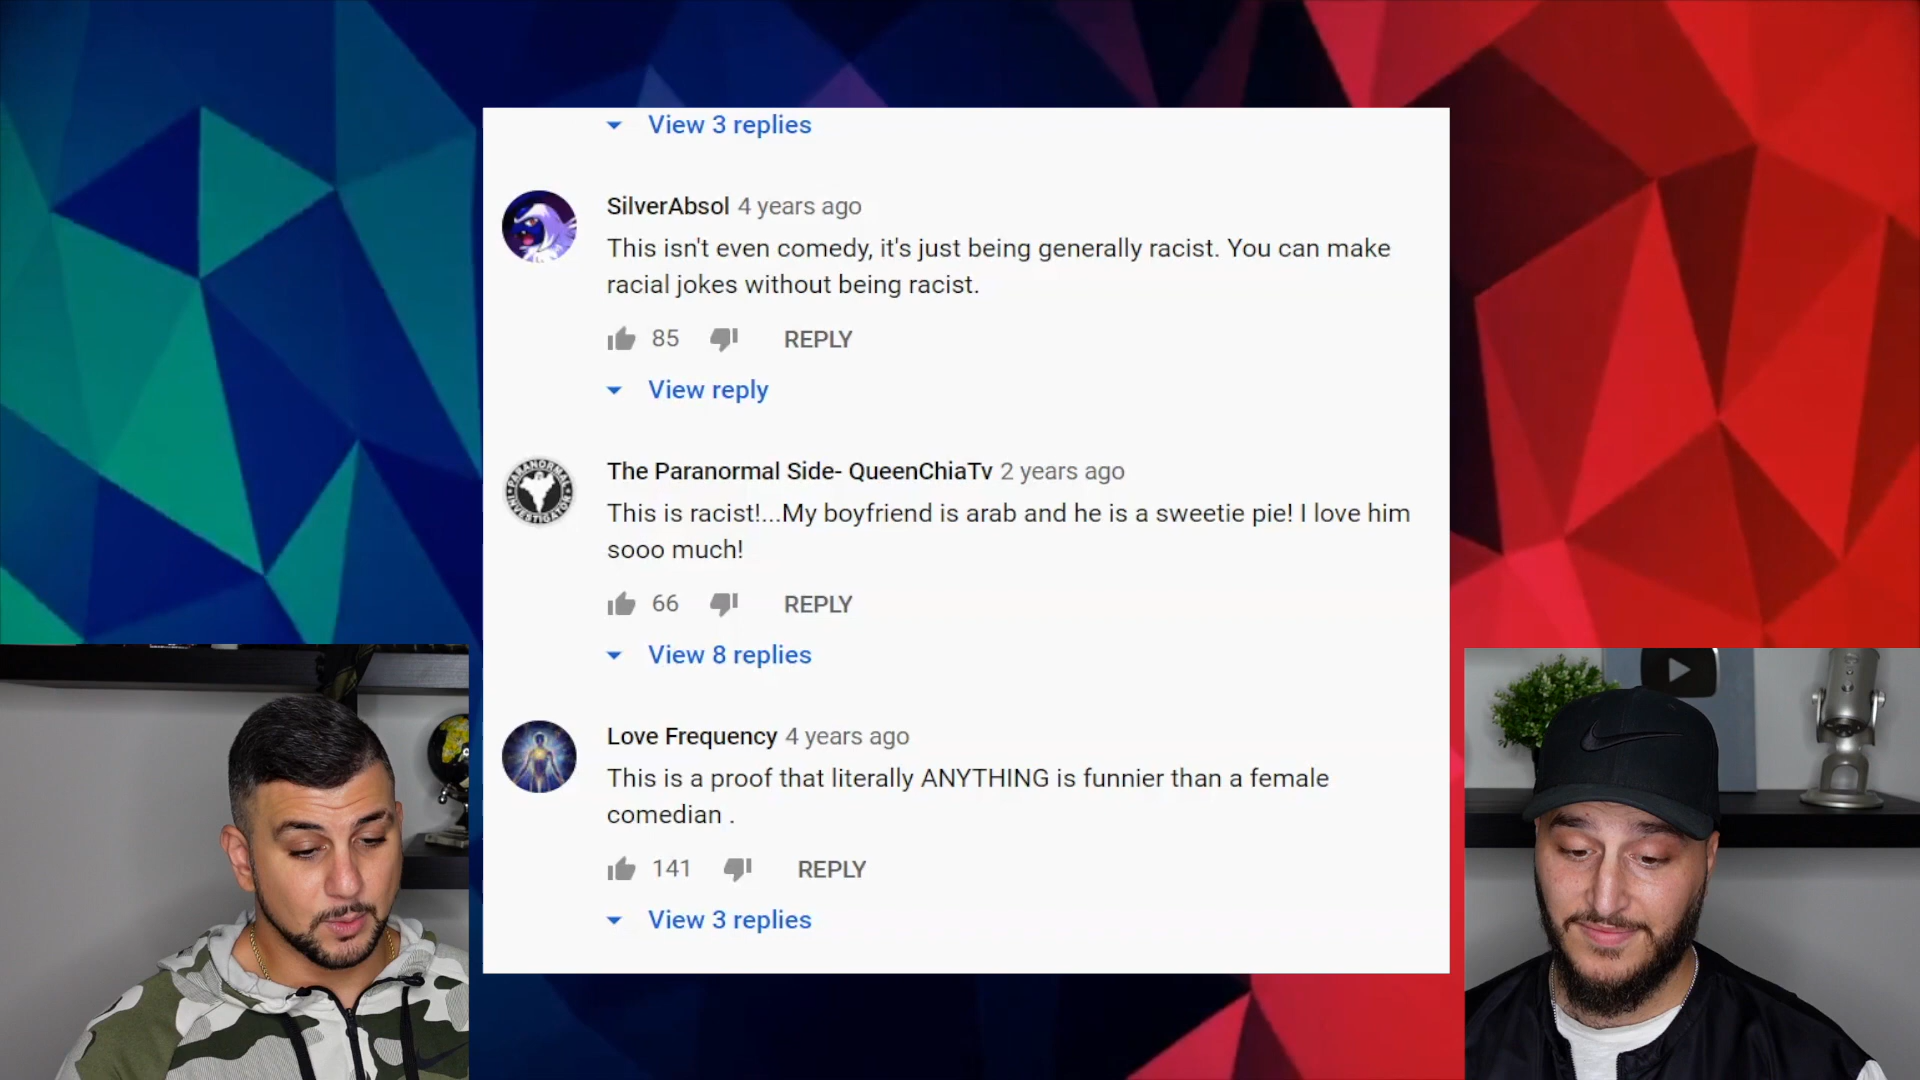 View 3 replies
SilverAbsol 4 years ago
This isn't even comedy, it's just being generally racist. You can make
racial jokes without being racist.
85 REPLY
View reply
PARANORMAL
INVESTIGATOR
The Paranormal Side- QueenChiaTv 2 years ago
This is racist!...My boyfriend is arab and he is a sweetie pie! I love him
sooo much!
66 REPLY
View 8 replies
Love Frequency 4 years ago
This is a proof that literally ANYTHING is funnier than a female
comedian .
141 REPLY
View 3 replies